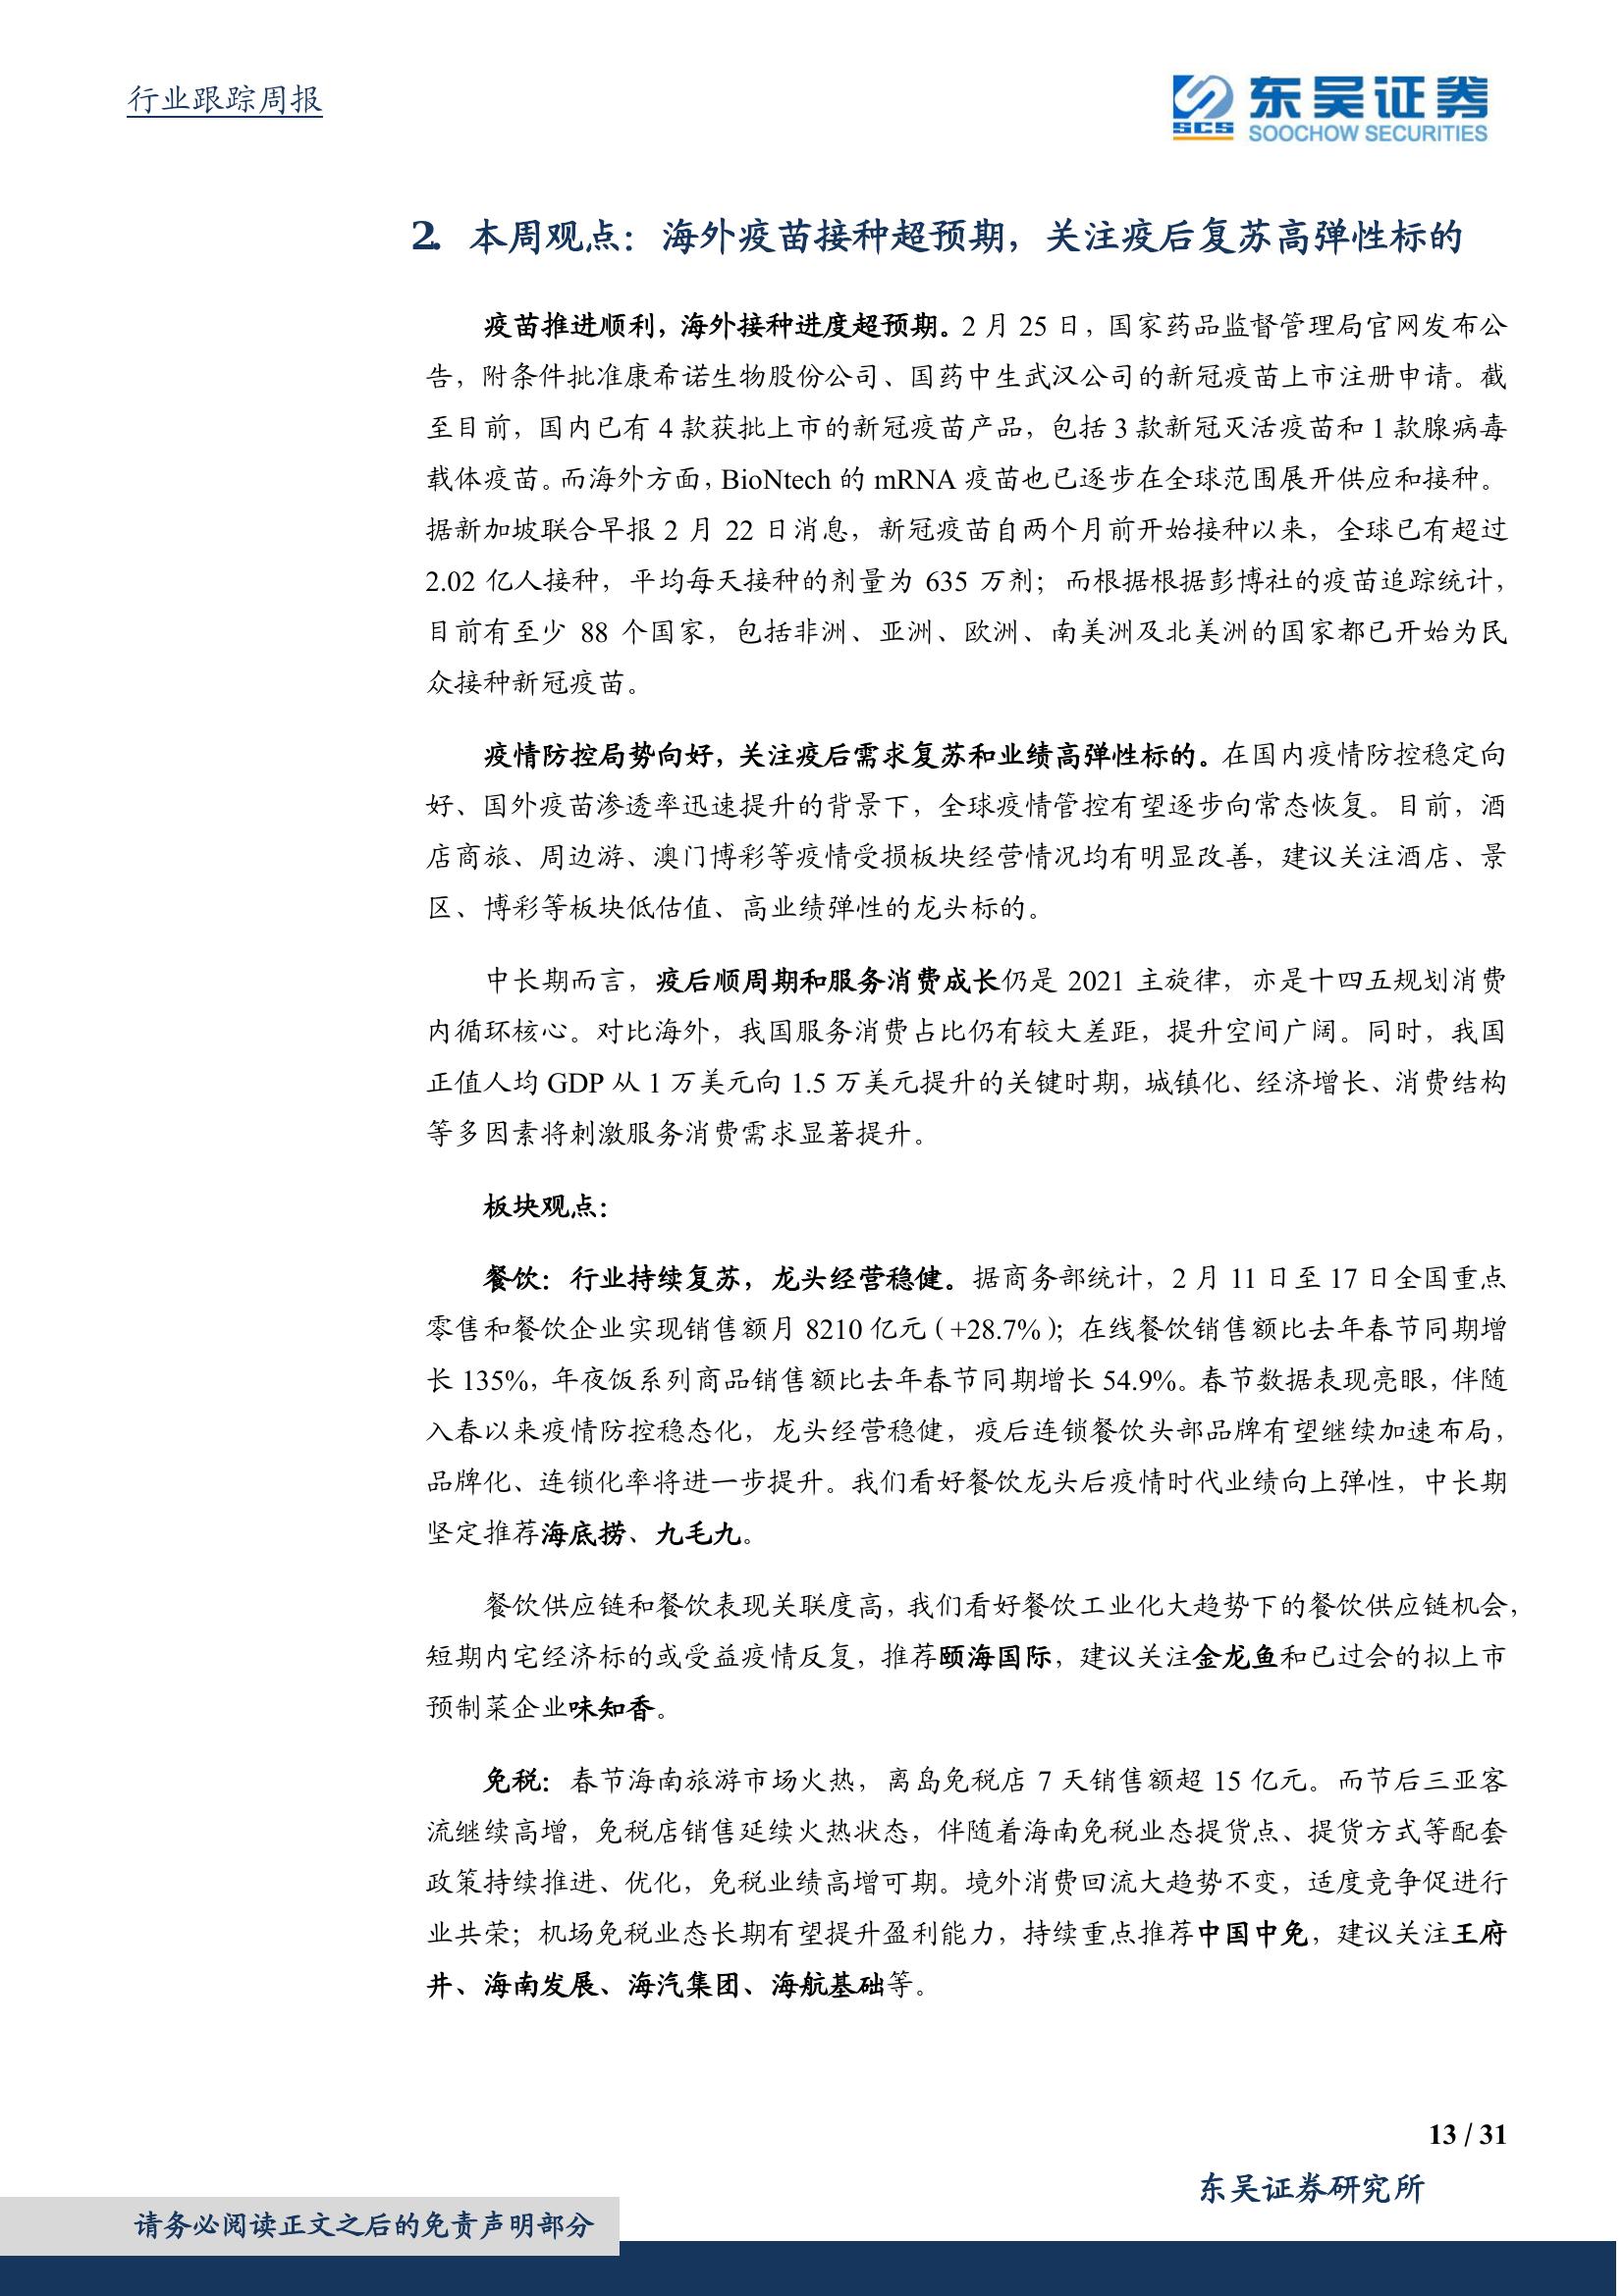 行业跟踪周报
SCS 东吴证券
SOOCHOW SECURITIES
2. 本周观点：海外疫苗接种超预期，关注疫后复苏高弹性标的
疫苗推进顺利，海外接种进度超预期。2 月 25 日，国家药品监督管理局官网发布公
告，附条件批准康希诺生物股份公司、国药中生武汉公司的新冠疫苗上市注册申请。截
至目前，国内已有 4 款获批上市的新冠疫苗产品，包括 3 款新冠灭活疫苗和 1 款腺病毒
载体疫苗。而海外方面，BioNtech 的 mRNA 疫苗也已逐步在全球范围展开供应和接种。
据新加坡联合早报 2 月 22 日消息，新冠疫苗自两个月前开始接种以来，全球已有超过
2.02 亿人接种，平均每天接种的剂量为 635 万剂；而根据根据彭博社的疫苗追踪统计，
目前有至少 88 个国家，包括非洲、亚洲、欧洲、南美洲及北美洲的国家都已开始为民
众接种新冠疫苗。
疫情防控局势向好，关注疫后需求复苏和业绩高弹性标的。在国内疫情防控稳定向
好、国外疫苗渗透率迅速提升的背景下，全球疫情管控有望逐步向常态恢复。目前，酒
店商旅、周边游、澳门博彩等疫情受损板块经营情况均有明显改善，建议关注酒店、景
区、博彩等板块低估值、高业绩弹性的龙头标的。
中长期而言，疫后顺周期和服务消费成长仍是 2021 主旋律，亦是十四五规划消费
内循环核心。对比海外，我国服务消费占比仍有较大差距，提升空间广阔。同时，我国
正值人均 GDP 从 1 万美元向 1.5 万美元提升的关键时期，城镇化、经济增长、消费结构
等多因素将刺激服务消费需求显著提升。
板块观点：
餐饮：行业持续复苏，龙头经营稳健。据商务部统计，2 月 11 日至 17 日全国重点
零售和餐饮企业实现销售额月 8210 亿元（+28.7%）；在线餐饮销售额比去年春节同期增
长 135%，年夜饭系列商品销售额比去年春节同期增长 54.9%。春节数据表现亮眼，伴随
入春以来疫情防控稳态化，龙头经营稳健，疫后连锁餐饮头部品牌有望继续加速布局，
品牌化、连锁化率将进一步提升。我们看好餐饮龙头后疫情时代业绩向上弹性，中长期
坚定推荐海底捞、九毛九。
餐饮供应链和餐饮表现关联度高，我们看好餐饮工业化大趋势下的餐饮供应链机会，
短期内宅经济标的或受益疫情反复，推荐颐海国际，建议关注金龙鱼和已过会的拟上市
预制菜企业味知香。
免税：春节海南旅游市场火热，离岛免税店 7 天销售额超 15 亿元。而节后三亚客
流继续高增，免税店销售延续火热状态，伴随着海南免税业态提货点、提货方式等配套
政策持续推进、优化，免税业绩高增可期。境外消费回流大趋势不变，适度竞争促进行
业共荣；机场免税业态长期有望提升盈利能力，持续重点推荐中国中免，建议关注王府
井、海南发展、海汽集团、海航基础等。
13 / 31
东吴证券研究所
请务必阅读正文之后的免责声明部分